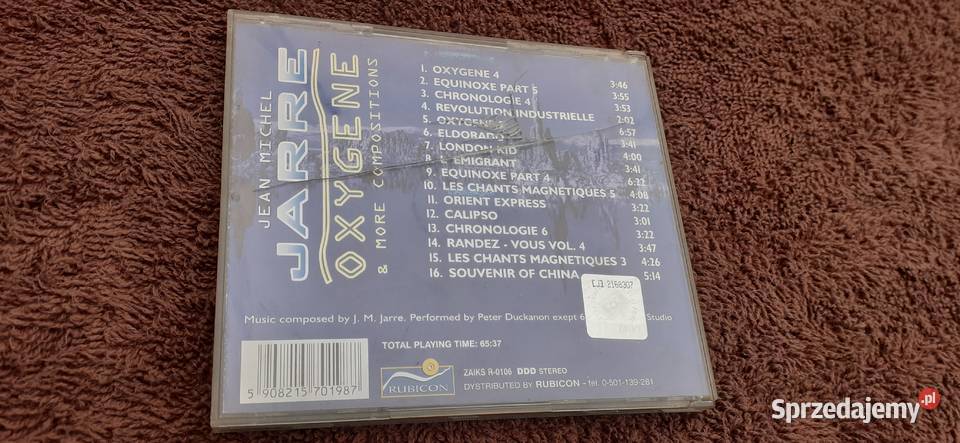 JEAN MICHEL
JARRE
OXYGENE
& MORE COMPOSITIONS
1. OXYGENE 4 3:46
2. EQUINOXE PART 5 3:55
3. CHRONOLOGIE 4 3:53
4. REVOLUTION INDUSTRIELLE 2:02
5. OXYGENE 6:57
6. ELDORADO 3:41
7. LONDON KID 4:00
8. L'EMIGRANT 3:41
9. EQUINOXE PART 4 6:22
10. LES CHANTS MAGNETIQUES 5 4:08
11. ORIENT EXPRESS 3:22
12. CALIPSO 3:01
13. CHRONOLOGIE 6 3:22
14. RANDEZ - VOUS VOL. 4 3:47
15. LES CHANTS MAGNETIQUES 3 4:26
16. SOUVENIR OF CHINA 5:14
2168307
Music composed by J. M. Jarre. Performed by Peter Duckanon exept 6 Studio
TOTAL PLAYING TIME: 65:37
5 908215 701987
RUBICON
ZAIKS R-0106 DDD STEREO
DYSTRIBUTED BY RUBICON - tel. 0-501-139-281
Sprzedajemy.pl